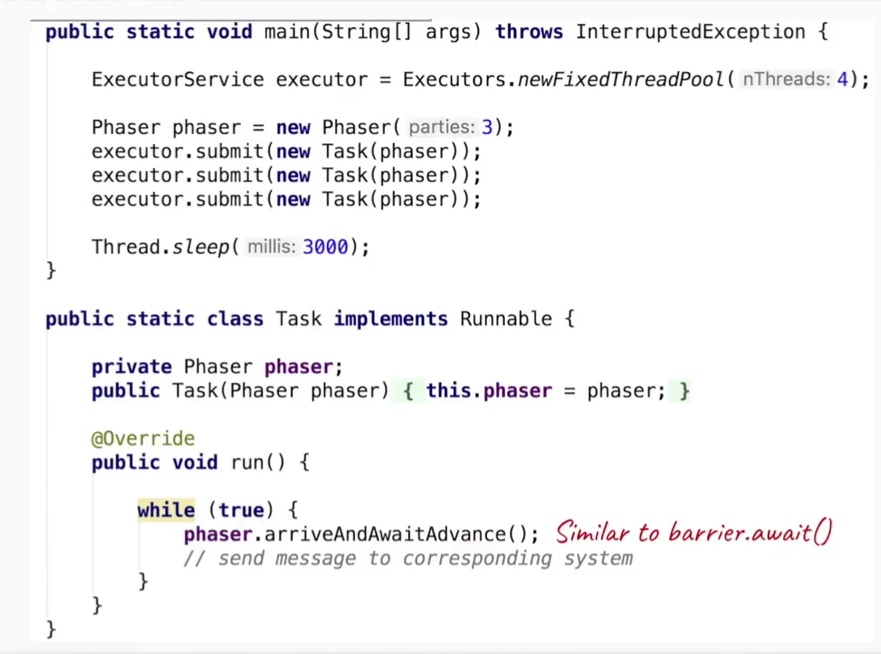 public static void main(String[] args) throws InterruptedException {
ExecutorService executor = Executors.newFixedThreadPool( nThreads: 4);
Phaser phaser = new Phaser( parties: 3);
executor.submit(new Task(phaser));
executor.submit(new Task(phaser));
executor.submit(new Task(phaser));
Thread.sleep( millis: 3000);
}
public static class Task implements Runnable {
private Phaser phaser;
public Task(Phaser phaser) { this.phaser = phaser; }
@Override
public void run() {
while (true) {
phaser.arriveAndAwaitAdvance(); Similar to barrier.await()
// send message to corresponding system
}
}
}